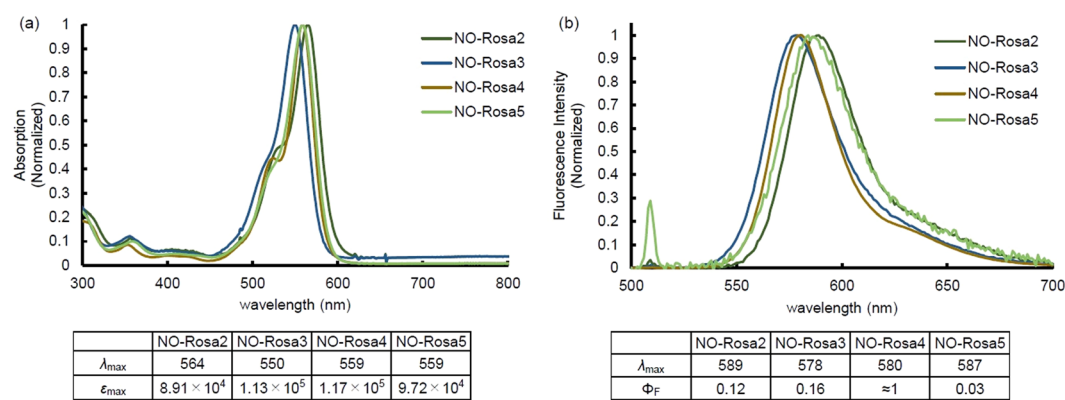 (a)
Absorption
(Normalized)
1
0.9
0.8
0.7
0.6
0.5
0.4
0.3
0.2
0.1
0
300
400
500
600
700
800
wavelength (nm)
NO-Rosa2
NO-Rosa3
NO-Rosa4
NO-Rosa5
NO-Rosa2 NO-Rosa3 NO-Rosa4 NO-Rosa5
λmax 564 550 559 559
εmax 8.91×10⁴ 1.13×10⁵ 1.17×10⁵ 9.72×10⁴
(b)
Fluorescence Intensity
(Normalized)
1
0.9
0.8
0.7
0.6
0.5
0.4
0.3
0.2
0.1
0
500
550
600
650
700
wavelength (nm)
NO-Rosa2
NO-Rosa3
NO-Rosa4
NO-Rosa5
NO-Rosa2 NO-Rosa3 NO-Rosa4 NO-Rosa5
λmax 589 578 580 587
ΦF 0.12 0.16 ≈1 0.03